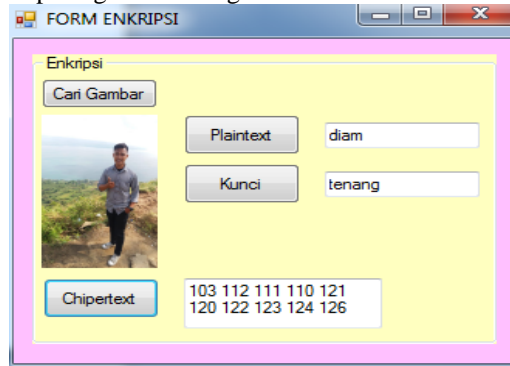 FORM ENKRIPSI
Enkripsi
Cari Gambar
Plaintext
diam
Kunci
tenang
Chipertext
103 112 111 110 121
120 122 123 124 126